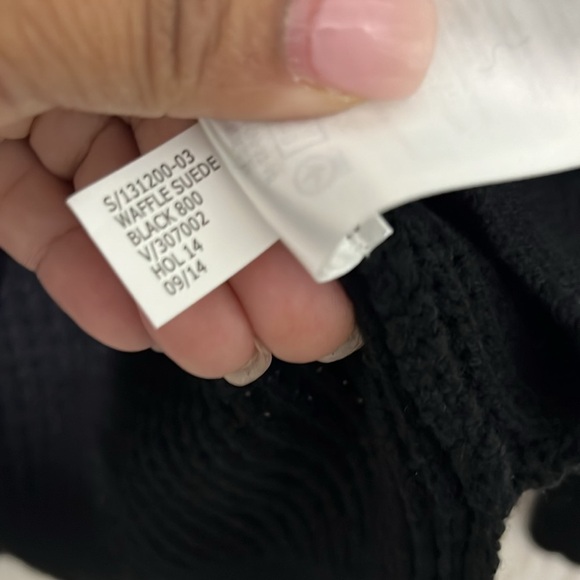 S/131200-03
WAFFLE SUEDE
BLACK 800
V/307002
HOL 14
09/14